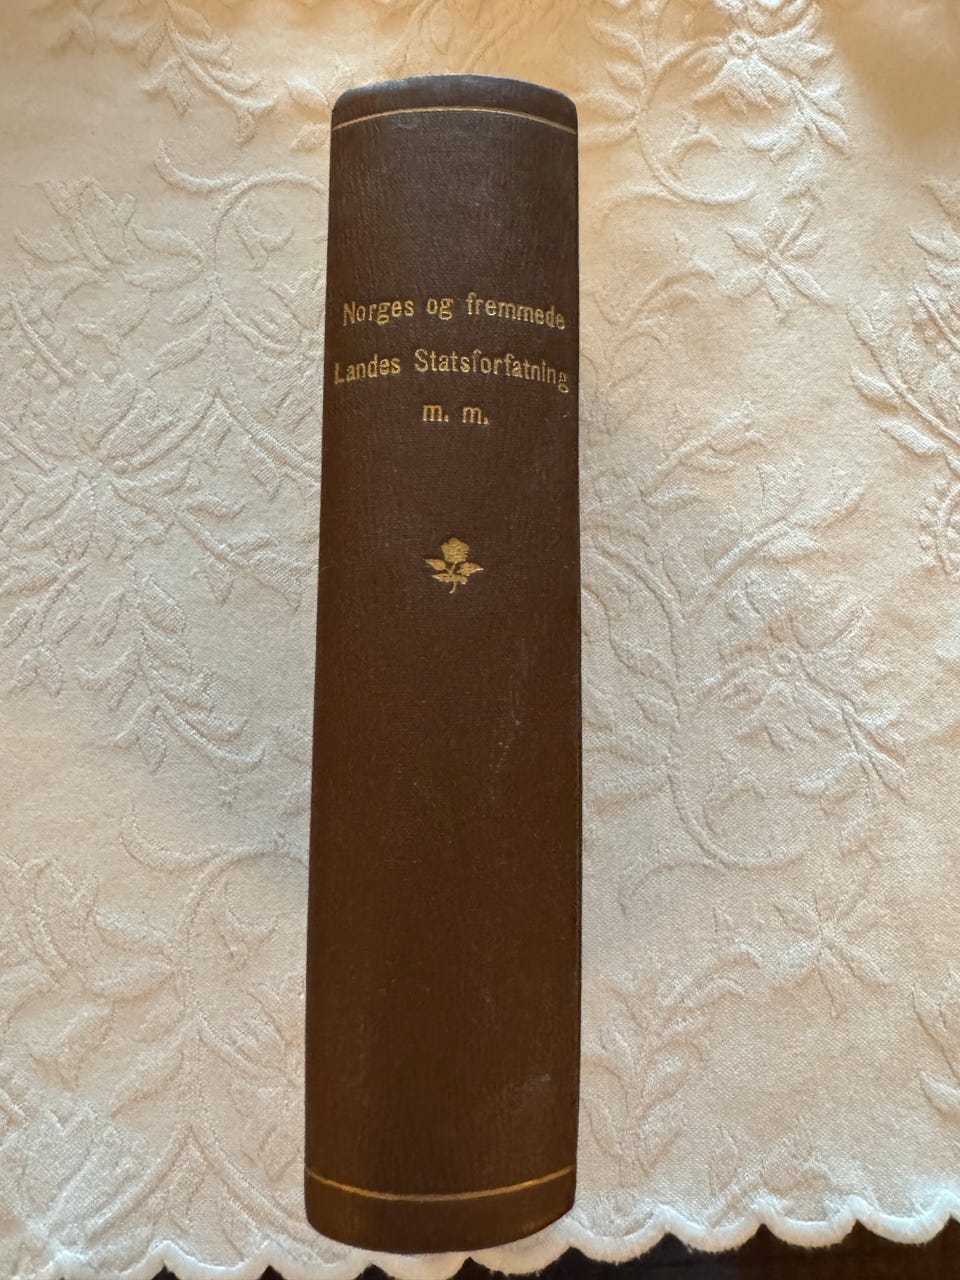 Norges og fremmede
Landes Statsforfatning
m. m.